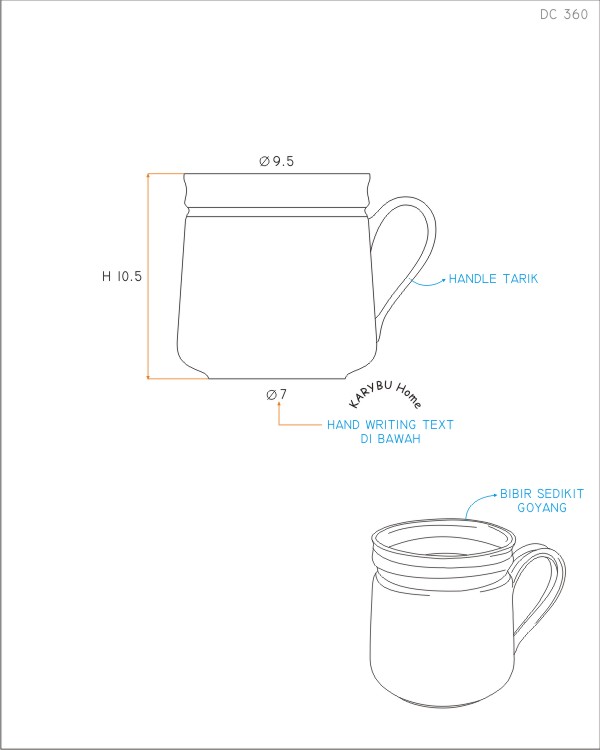 DC 360
Ø9.5
H 10.5
HANDLE TARIK
Ø7
KARYBU Home
HAND WRITING TEXT
DI BAWAH
BIBIR SEDIKIT
GOYANG